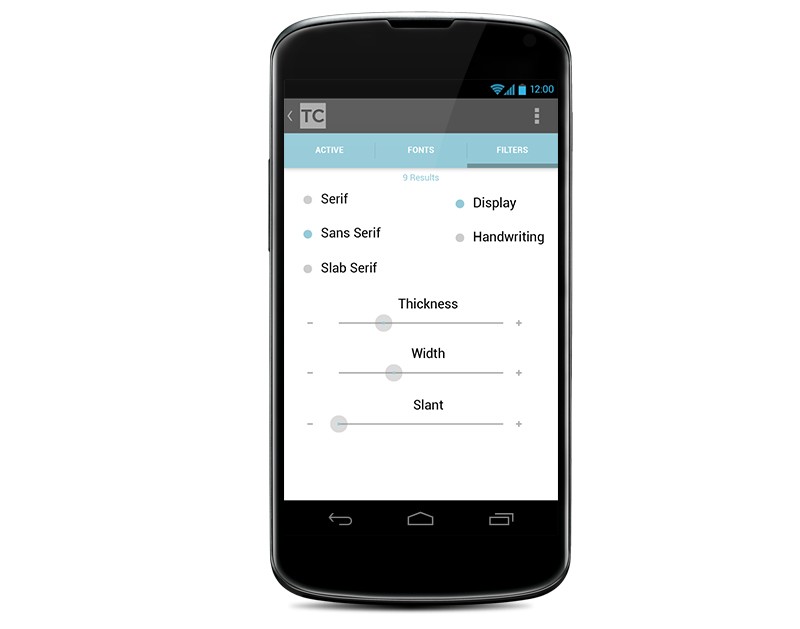 12:00
TC
ACTIVE FONTS FILTERS
9 Results
Serif
Display
Sans Serif
Handwriting
Slab Serif
Thickness
- +
Width
- +
Slant
- +